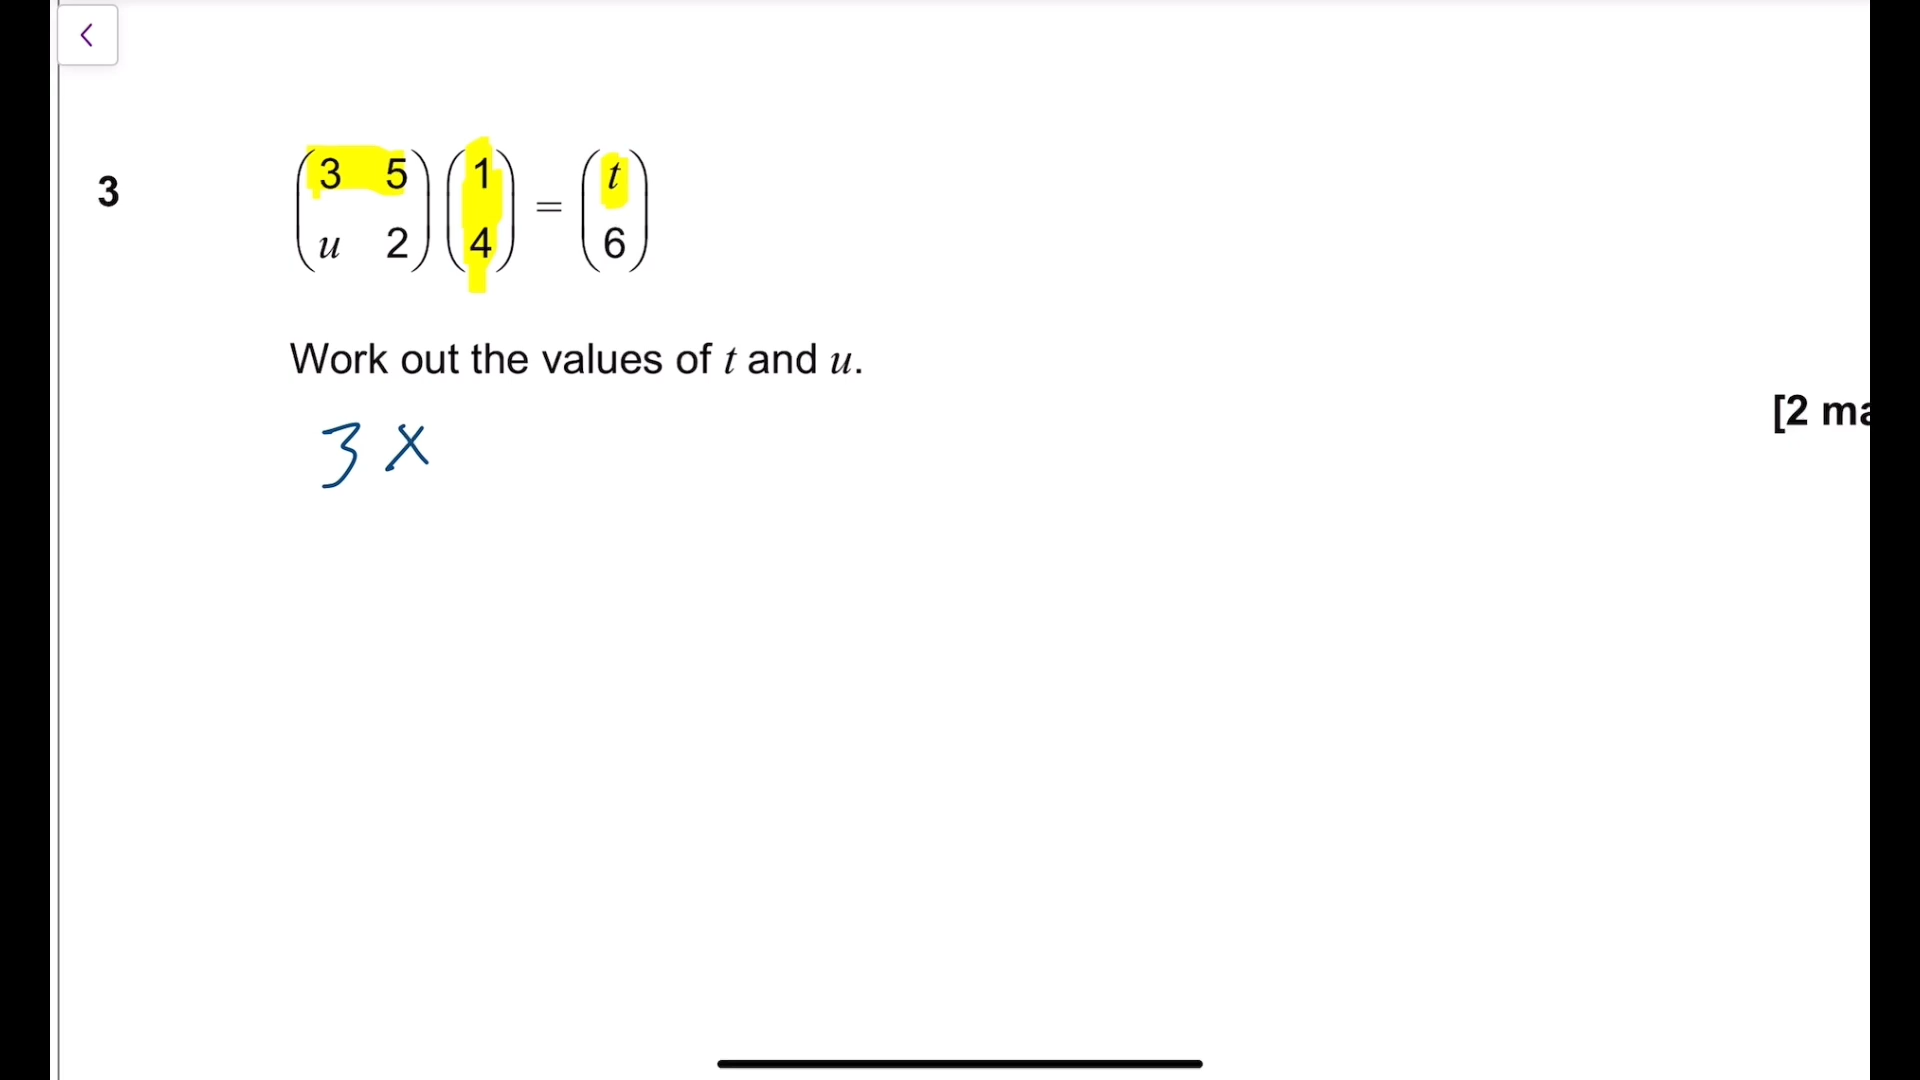 3
( 3 5 ) ( 1 ) = ( t )
( u 2 ) ( 4 ) ( 6 )
Work out the values of t and u.
[2 ma
3 ×